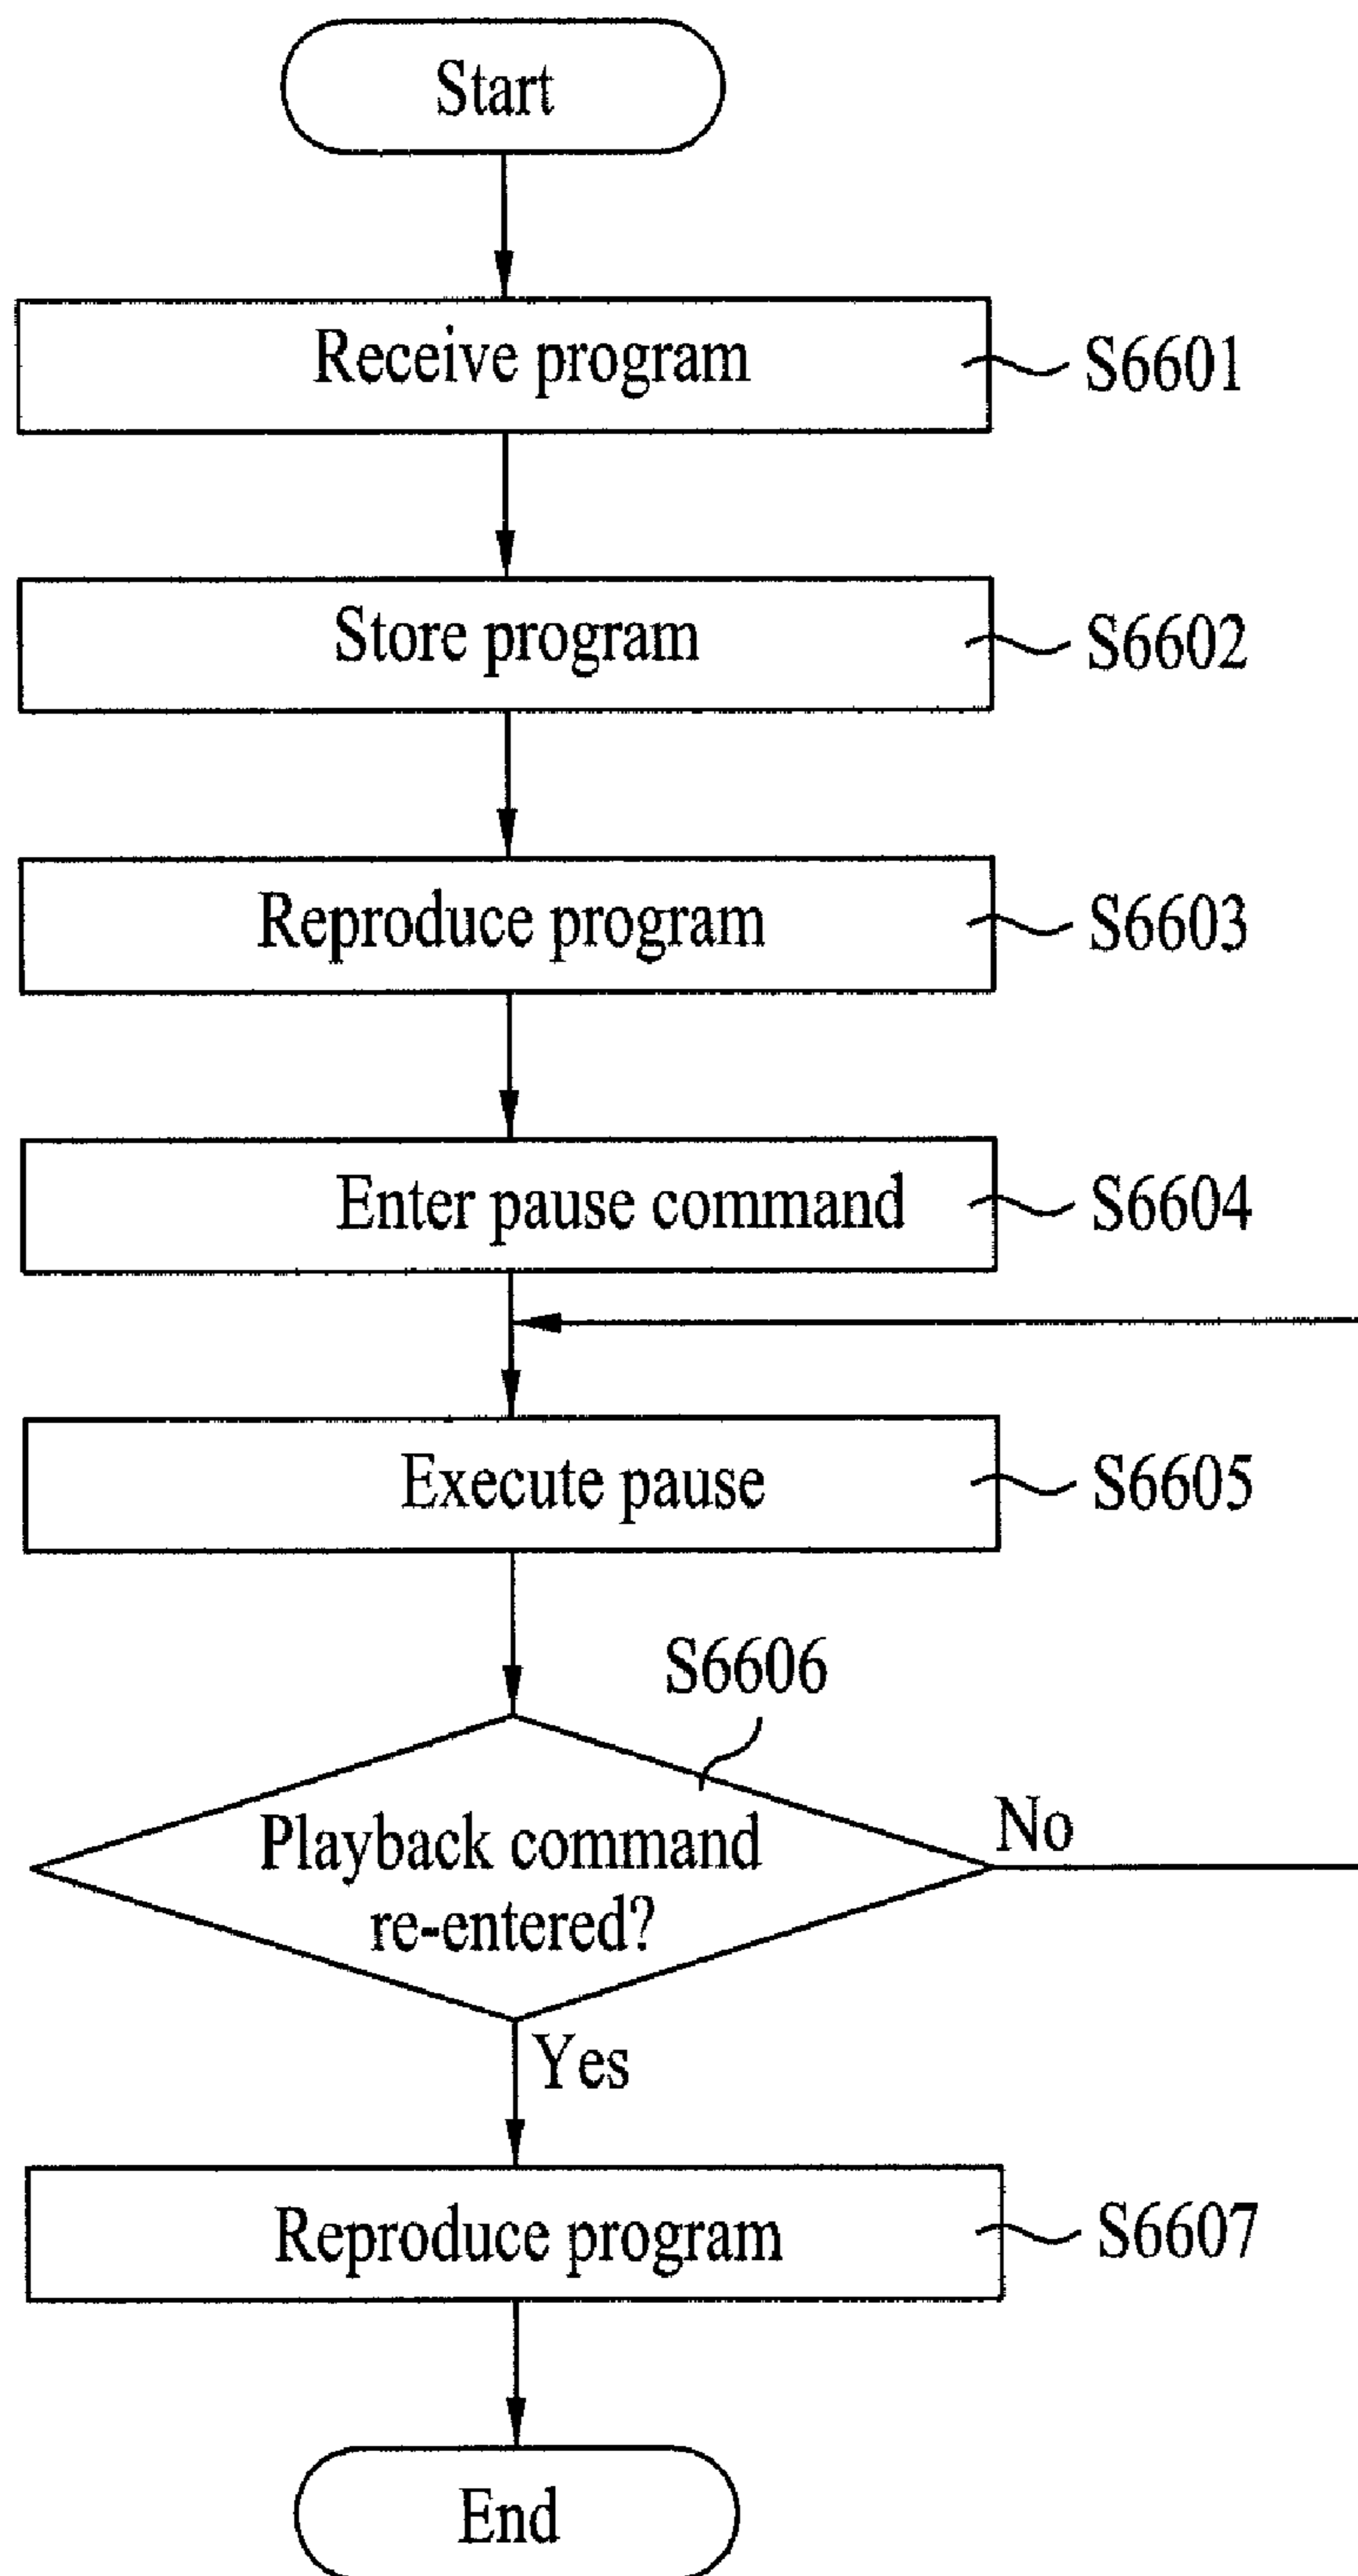 Start
Receive program
S6601
Store program
S6602
Reproduce program
S6603
Enter pause command
S6604
Execute pause
S6605
S6606
Playback command
re-entered?
No
Yes
Reproduce program
S6607
End